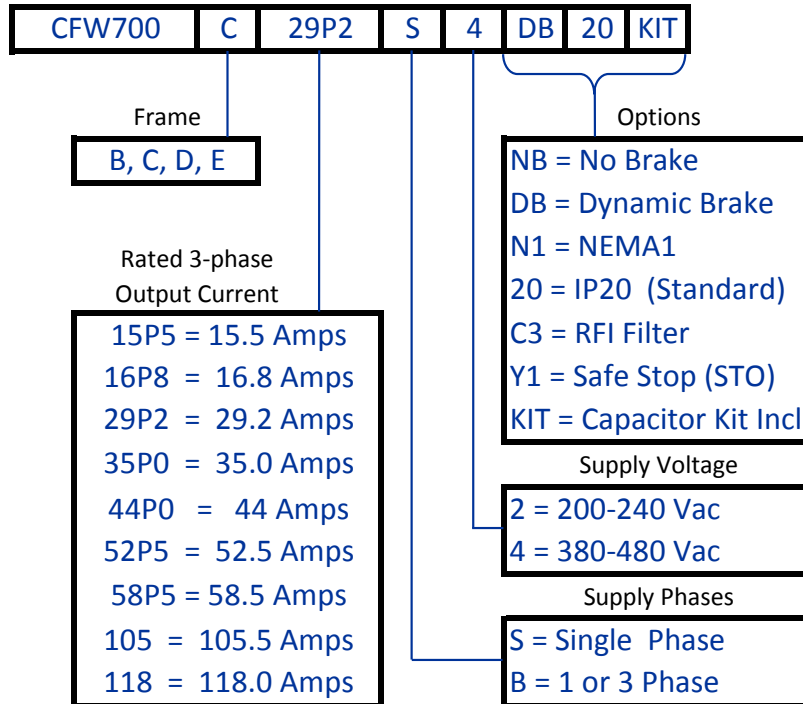 CFW700 C 29P2 S 4 DB 20 KIT
Frame
B, C, D, E
Rated 3-phase
Output Current
15P5 = 15.5 Amps
16P8 = 16.8 Amps
29P2 = 29.2 Amps
35P0 = 35.0 Amps
44P0 = 44 Amps
52P5 = 52.5 Amps
58P5 = 58.5 Amps
105 = 105.5 Amps
118 = 118.0 Amps
Options
NB = No Brake
DB = Dynamic Brake
N1 = NEMA1
20 = IP20 (Standard)
C3 = RFI Filter
Y1 = Safe Stop (STO)
KIT = Capacitor Kit Incl
Supply Voltage
2 = 200-240 Vac
4 = 380-480 Vac
Supply Phases
S = Single Phase
B = 1 or 3 Phase